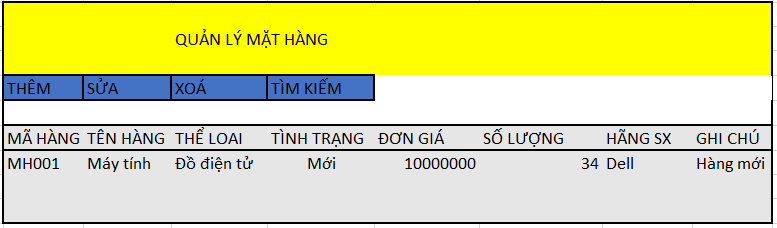 QUẢN LÝ MẶT HÀNG
THÊM SỬA XOÁ TÌM KIẾM
MÃ HÀNG TÊN HÀNG THỂ LOAI TÌNH TRẠNG ĐƠN GIÁ SỐ LƯỢNG HÃNG SX GHI CHÚ
MH001 Máy tính Đồ điện tử Mới 10000000 34 Dell Hàng mới